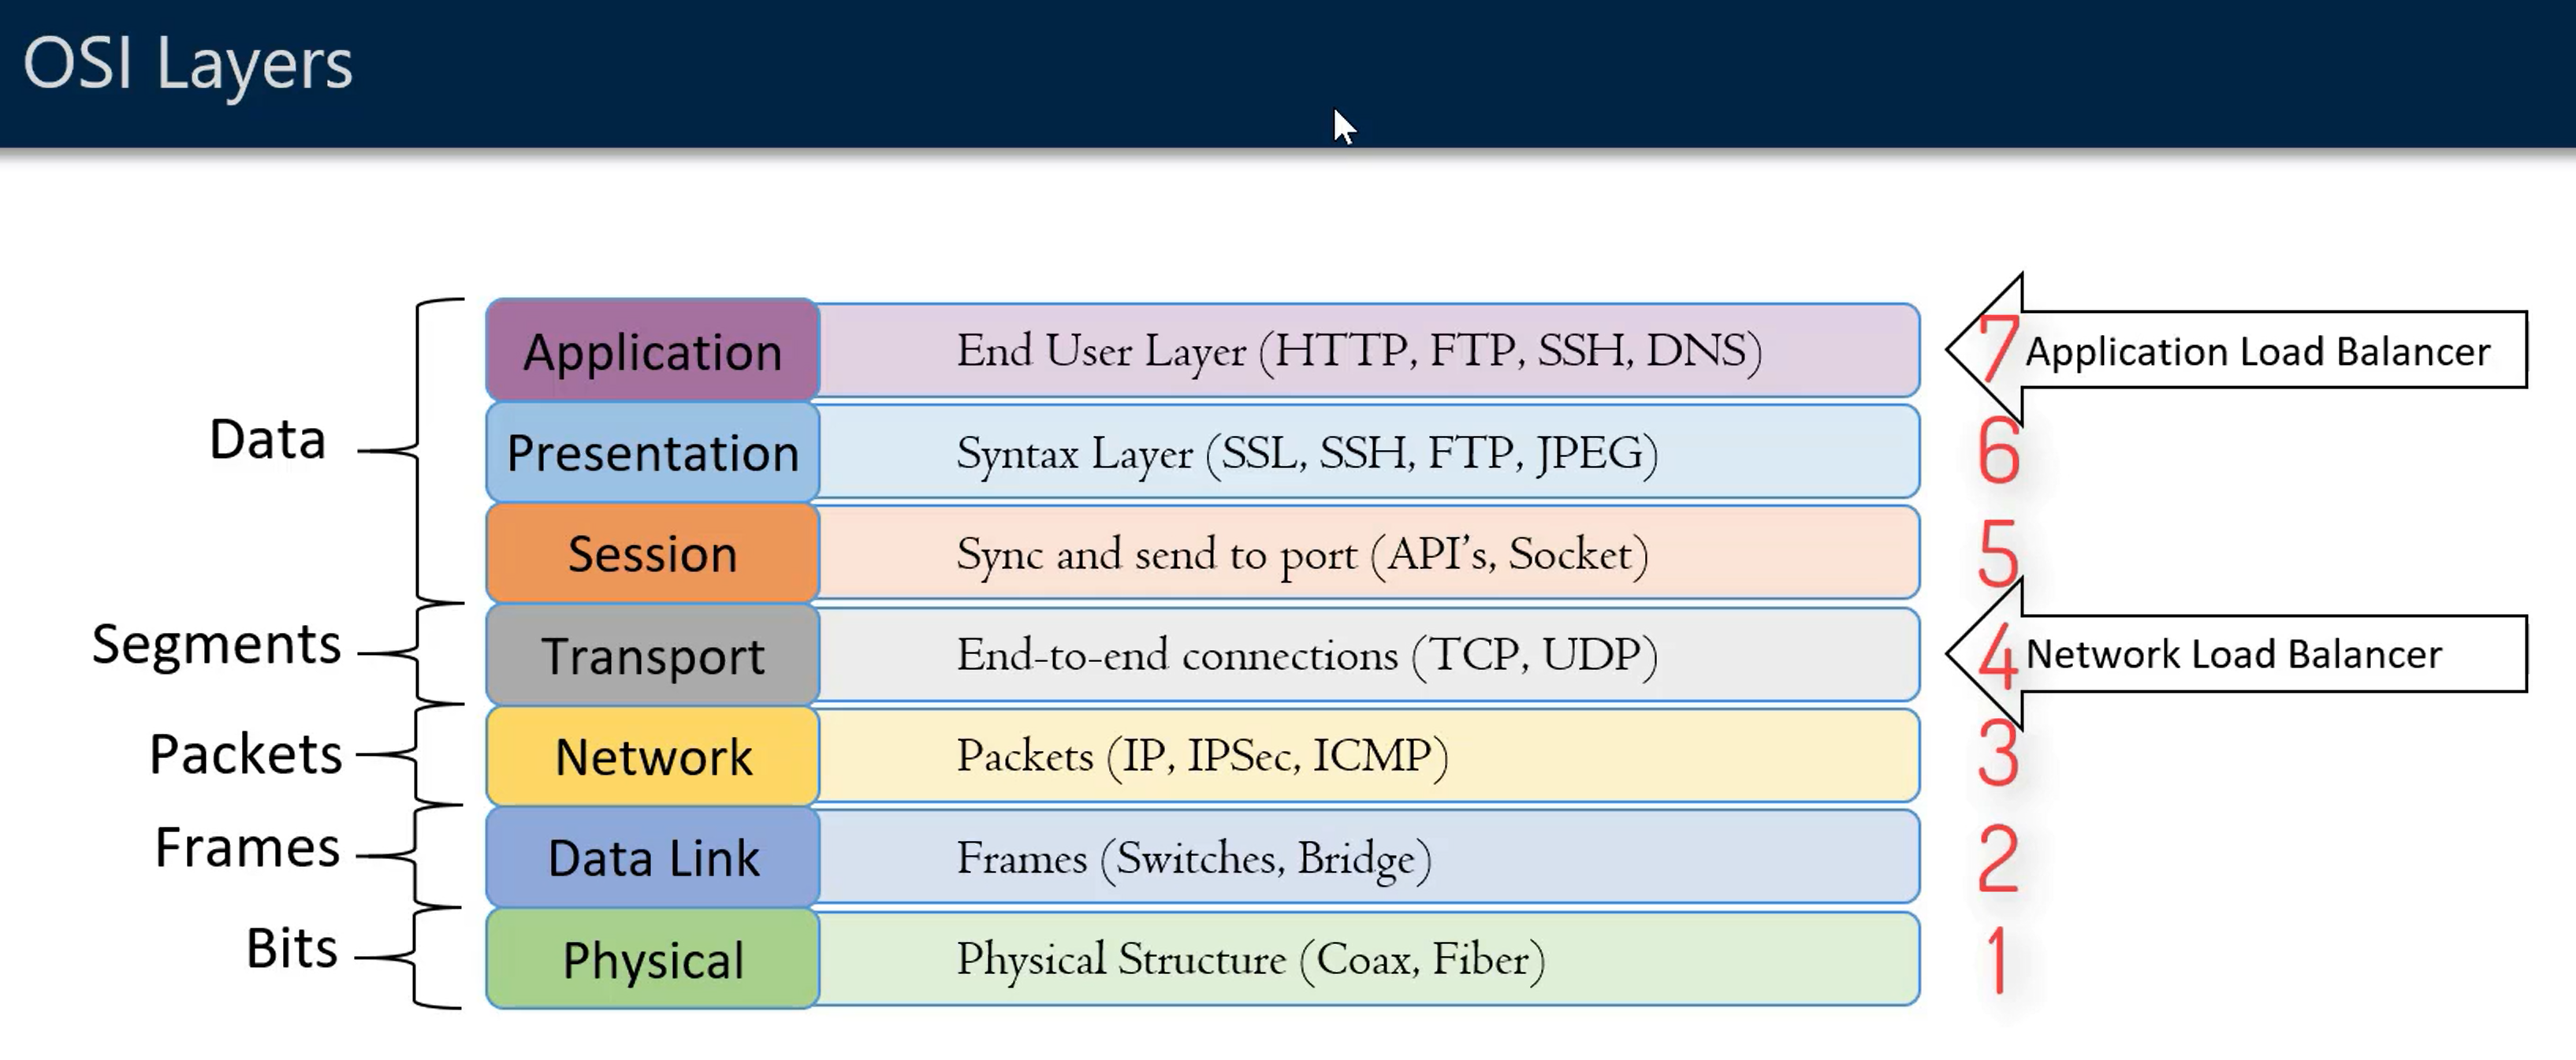 OSI Layers
Data
Segments
Packets
Frames
Bits
Application
End User Layer (HTTP, FTP, SSH, DNS)
7
Application Load Balancer
Presentation
Syntax Layer (SSL, SSH, FTP, JPEG)
6
Session
Sync and send to port (API’s, Socket)
5
Transport
End-to-end connections (TCP, UDP)
4
Network Load Balancer
Network
Packets (IP, IPSec, ICMP)
3
Data Link
Frames (Switches, Bridge)
2
Physical
Physical Structure (Coax, Fiber)
1